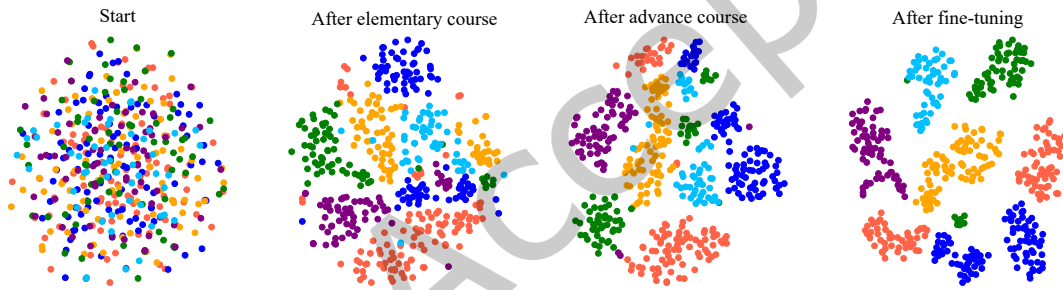 Start
After elementary course
After advance course
After fine-tuning
Accep